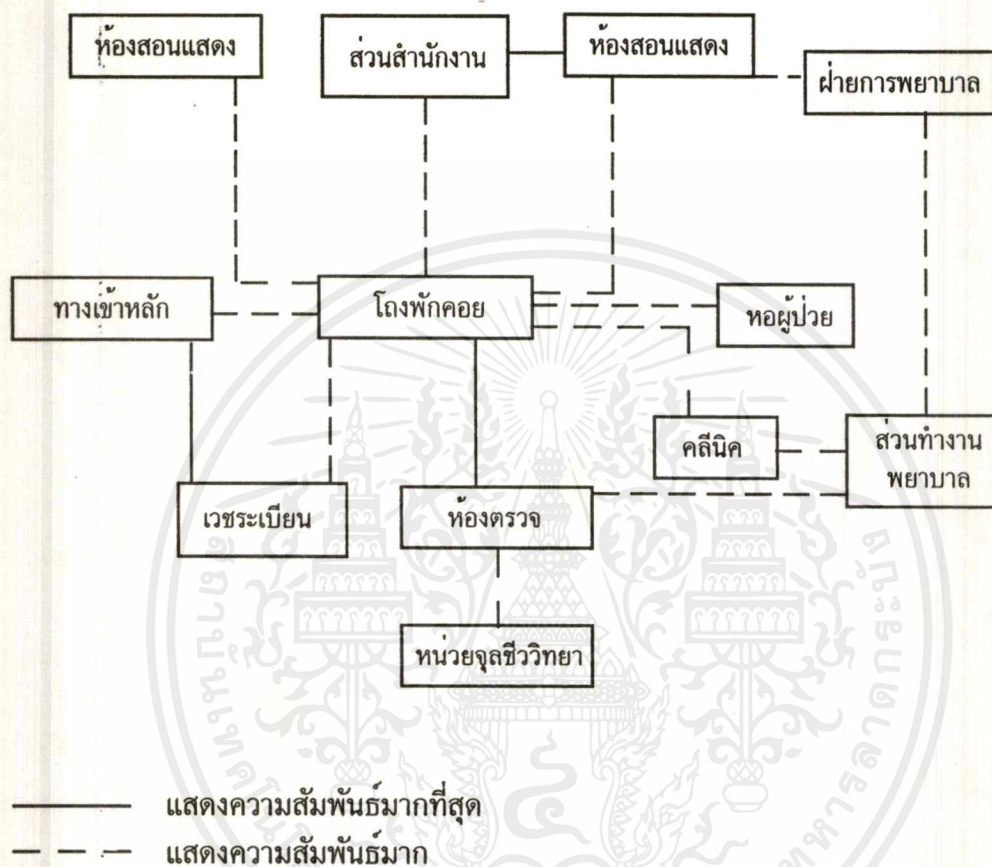 ห้องสอนแสดง
ส่วนสำนักงาน
ห้องสอนแสดง
ฝ่ายการพยาบาล
ทางเข้าหลัก
โถงพักคอย
หอผู้ป่วย
คลีนิค
ส่วนทำงาน
พยาบาล
เวชระเบียน
ห้องตรวจ
หน่วยจุลชีววิทยา
แสดงความสัมพันธ์มากที่สุด
แสดงความสัมพันธ์มาก